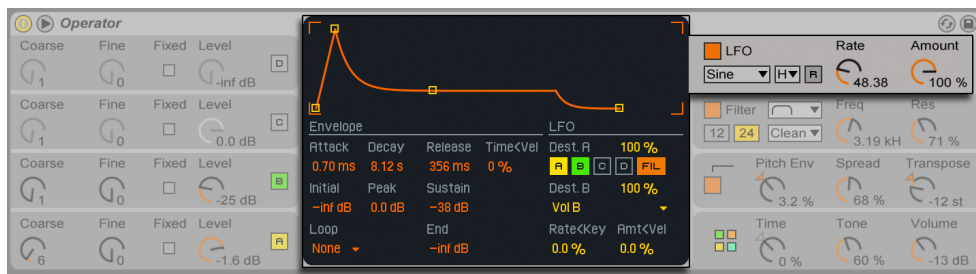 Operator
Coarse Fine Fixed Level
1 0 -inf dB D
Coarse Fine Fixed Level
1 0 0.0 dB C
Coarse Fine Fixed Level
1 0 -25 dB B
Coarse Fine Fixed Level
6 0 -1.6 dB A
Envelope
Attack Decay Release Time<Vel
0.70 ms 8.12 s 356 ms 0 %
Initial Peak Sustain
-inf dB 0.0 dB -38 dB
Loop End
None -inf dB
LFO
Dest. A 100 %
A B C D FIL
Dest. B 100 %
Vol B
Rate<Key Amt<Vel
0.0 % 0.0 %
LFO Rate Amount
Sine H R 48.38 100 %
Filter Freq Res
12 24 Clean 3.19 kH 71 %
Pitch Env Spread Transpose
3.2 % 68 % -12 st
Time Tone Volume
0 % 60 % -13 dB